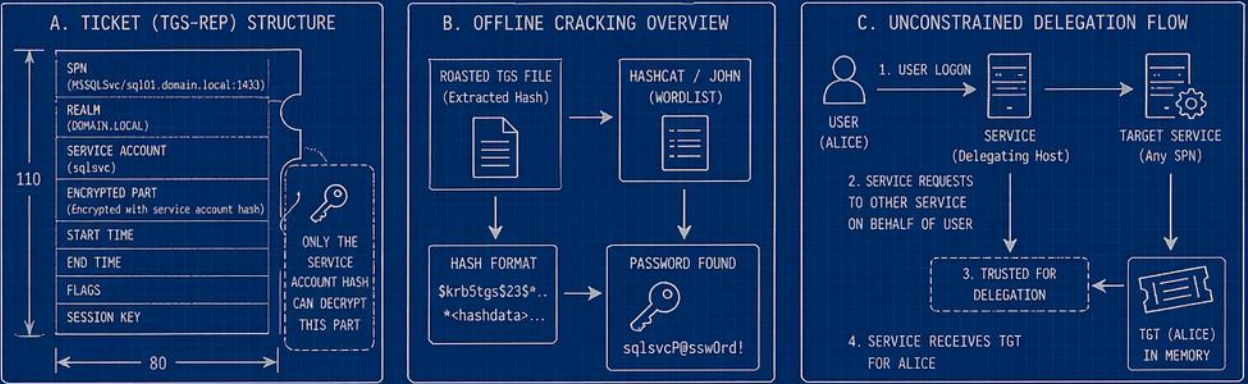 A. TICKET (TGS-REP) STRUCTURE
SPN
(MSSQLSvc/sql01.domain.local:1433)
REALM
(DOMAIN.LOCAL)
SERVICE ACCOUNT
(sqlsvc)
ENCRYPTED PART
(Encrypted with service account hash)
START TIME
END TIME
FLAGS
SESSION KEY
110
80
ONLY THE
SERVICE
ACCOUNT HASH
CAN DECRYPT
THIS PART
B. OFFLINE CRACKING OVERVIEW
ROASTED TGS FILE
(Extracted Hash)
HASHCAT / JOHN
(WORDLIST)
HASH FORMAT
$krb5tgs$23$*..
*<hashdata>...
PASSWORD FOUND
sqlsvcP@ssw0rd!
C. UNCONSTRAINED DELEGATION FLOW
1. USER LOGON
USER
(ALICE)
SERVICE
(Delegating Host)
TARGET SERVICE
(Any SPN)
2. SERVICE REQUESTS
TO OTHER SERVICE
ON BEHALF OF USER
3. TRUSTED FOR
DELEGATION
TGT (ALICE)
IN MEMORY
4. SERVICE RECEIVES TGT
FOR ALICE